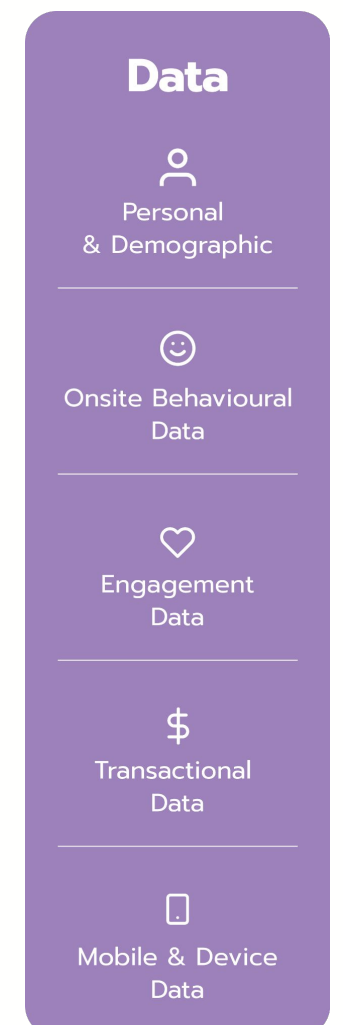 Data
Personal
& Demographic
Onsite Behavioural
Data
Engagement
Data
Transactional
Data
Mobile & Device
Data